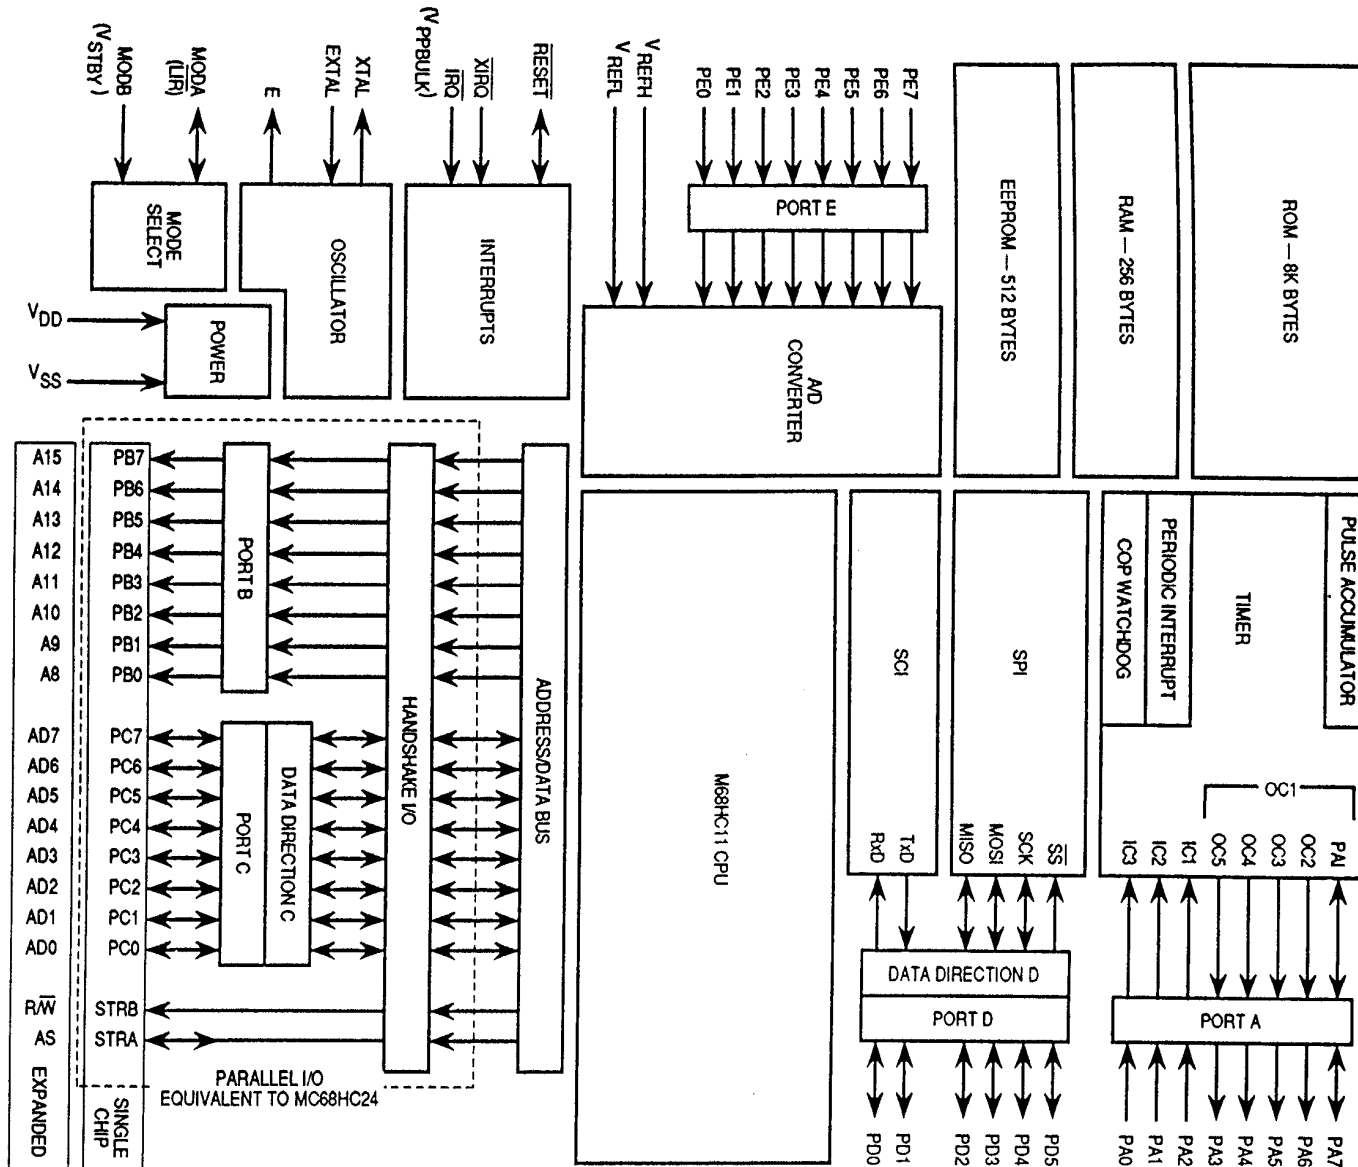 MODB
(VSTBY)
MODA
(LIR)
E
EXTAL
XTAL
(VPPBULK)
IRQ
XIRQ
RESET
VREFL
VREFH
PE0
PE1
PE2
PE3
PE4
PE5
PE6
PE7
PORT E
MODE
SELECT
OSCILLATOR
INTERRUPTS
EEPROM — 512 BYTES
RAM — 256 BYTES
ROM — 8K BYTES
VDD
VSS
POWER
A/D
CONVERTER
A15
A14
A13
A12
A11
A10
A9
A8
AD7
AD6
AD5
AD4
AD3
AD2
AD1
AD0
R/W
AS
EXPANDED
PB7
PB6
PB5
PB4
PB3
PB2
PB1
PB0
PC7
PC6
PC5
PC4
PC3
PC2
PC1
PC0
STRB
STRA
SINGLE
CHIP
PORT B
PORT C
DATA DIRECTION C
HANDSHAKE I/O
ADDRESS/DATA BUS
PARALLEL I/O
EQUIVALENT TO MC68HC24
M68HC11 CPU
SCI
RxD
TxD
SPI
MISO
MOSI
SCK
SS
COP WATCHDOG
PERIODIC INTERRUPT
TIMER
PULSE ACCUMULATOR
OC1
IC3
IC2
IC1
OC5
OC4
OC3
OC2
PAI
DATA DIRECTION D
PORT D
PORT A
PD0
PD1
PD2
PD3
PD4
PD5
PA0
PA1
PA2
PA3
PA4
PA5
PA6
PA7